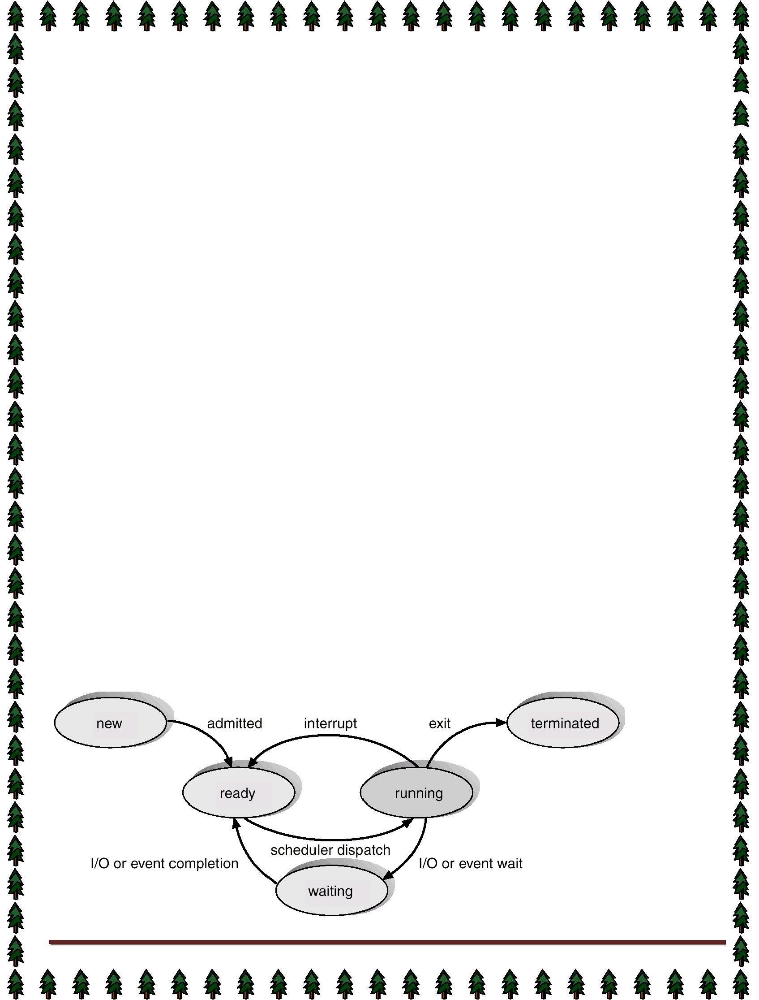 new
admitted
interrupt
exit
terminated
ready
running
scheduler dispatch
I/O or event completion
I/O or event wait
waiting